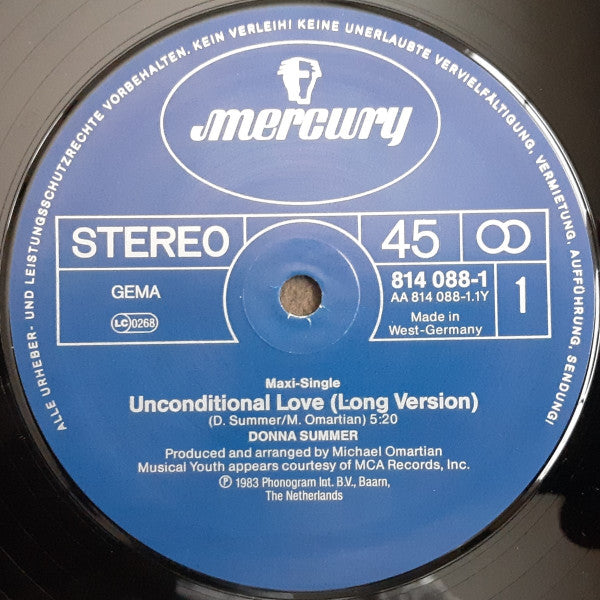 ALLE URHEBER- UND LEISTUNGSSCHUTZRECHTE VORBEHALTEN. KEIN VERLEIH! KEINE UNERLAUBTE VERVIELFÄLTIGUNG, VERMIETUNG, AUFFÜHRUNG, SENDUNG!
mercury
STEREO 45
GEMA
LC 0268
814 088-1
AA 814 088-1.1Y
Made in
West-Germany
1
Maxi-Single
Unconditional Love (Long Version)
(D. Summer/M. Omartian) 5:20
DONNA SUMMER
Produced and arranged by Michael Omartian
Musical Youth appears courtesy of MCA Records, Inc.
℗ 1983 Phonogram Int. B.V., Baarn,
The Netherlands